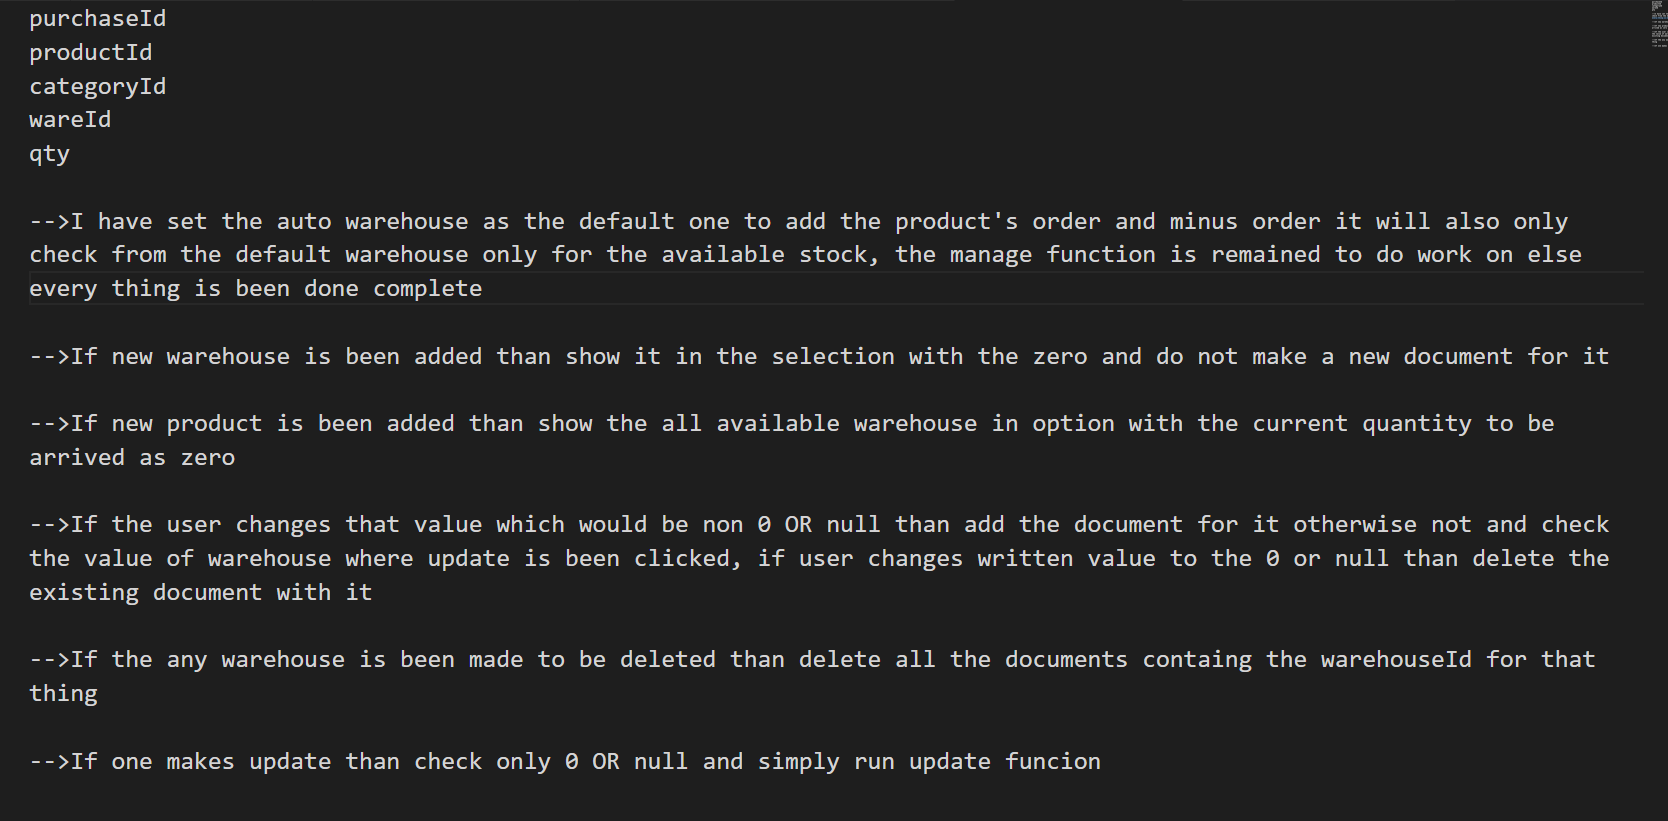 purchaseId
productId
categoryId
wareId
qty
-->I have set the auto warehouse as the default one to add the product's order and minus order it will also only
check from the default warehouse only for the available stock, the manage function is remained to do work on else
every thing is been done complete
-->If new warehouse is been added than show it in the selection with the zero and do not make a new document for it
-->If new product is been added than show the all available warehouse in option with the current quantity to be
arrived as zero
-->If the user changes that value which would be non 0 OR null than add the document for it otherwise not and check
the value of warehouse where update is been clicked, if user changes written value to the 0 or null than delete the
existing document with it
-->If the any warehouse is been made to be deleted than delete all the documents containg the warehouseId for that
thing
-->If one makes update than check only 0 OR null and simply run update funcion